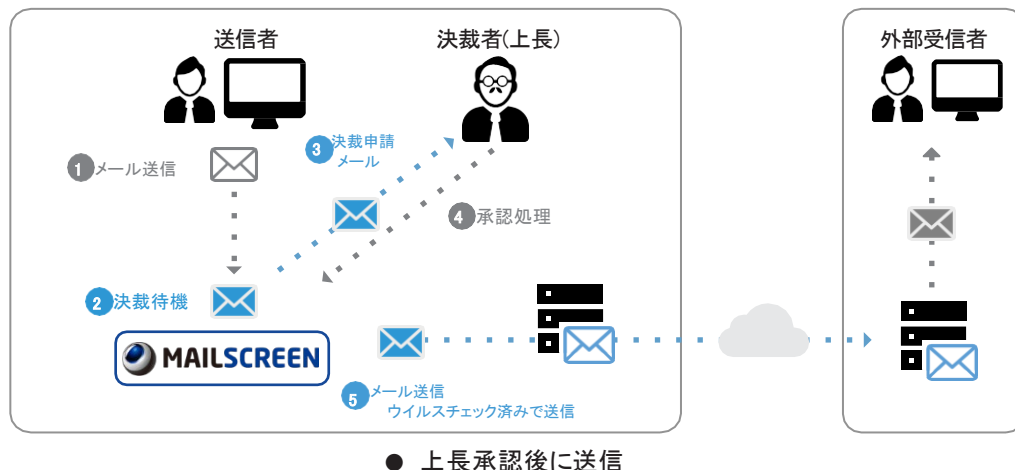 送信者
決裁者(上長)
外部受信者
1 メール送信
3 決裁申請
メール
4 承認処理
2 決裁待機
MAILSCREEN
5 メール送信
ウイルスチェック済みで送信
● 上長承認後に送信